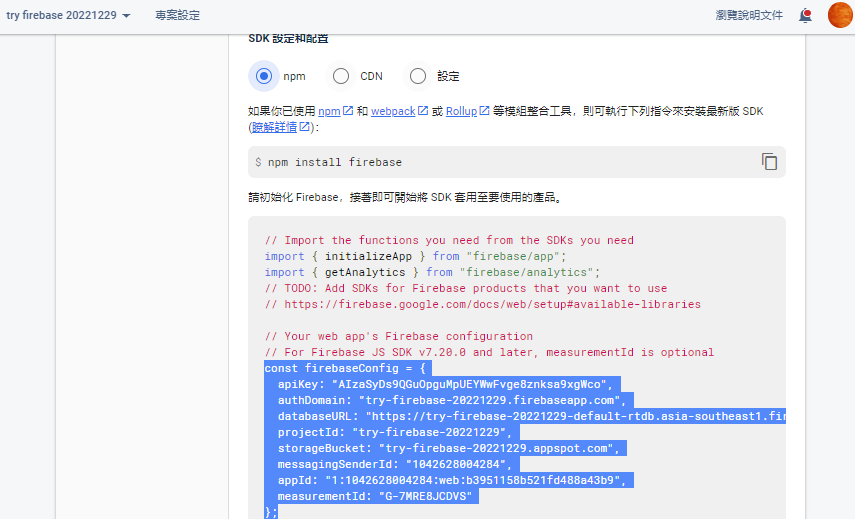 try firebase 20221229 專案設定 瀏覽說明文件
SDK 設定和配置
npm CDN 設定
如果你已使用 npm 和 webpack 或 Rollup 等模組整合工具，則可執行下列指令來安裝最新版 SDK
(瞭解詳情)：
$ npm install firebase
請初始化 Firebase，接著即可開始將 SDK 套用至要使用的產品。
// Import the functions you need from the SDKs you need
import { initializeApp } from "firebase/app";
import { getAnalytics } from "firebase/analytics";
// TODO: Add SDKs for Firebase products that you want to use
// https://firebase.google.com/docs/web/setup#available-libraries
// Your web app's Firebase configuration
// For Firebase JS SDK v7.20.0 and later, measurementId is optional
const firebaseConfig = {
apiKey: "AIzaSyDs9QGuOpguMpUEYWwFvge8znksa9xgWco",
authDomain: "try-firebase-20221229.firebaseapp.com",
databaseURL: "https://try-firebase-20221229-default-rtdb.asia-southeast1.fir
projectId: "try-firebase-20221229",
storageBucket: "try-firebase-20221229.appspot.com",
messagingSenderId: "1042628004284",
appId: "1:1042628004284:web:b3951158b521fd488a43b9",
measurementId: "G-7MRE8JCDVS"
};